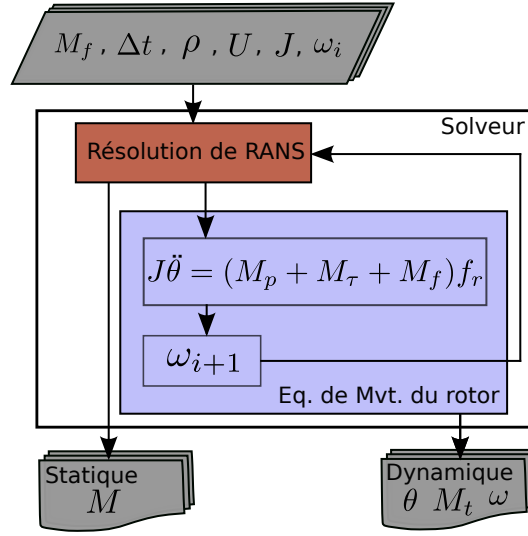 M_f , Δt , ρ , U , J , ω_i
Solveur
Résolution de RANS
Jθ̈ = (M_p + M_τ + M_f)f_r
ω_{i+1}
Eq. de Mvt. du rotor
Statique
M
Dynamique
θ M_t ω